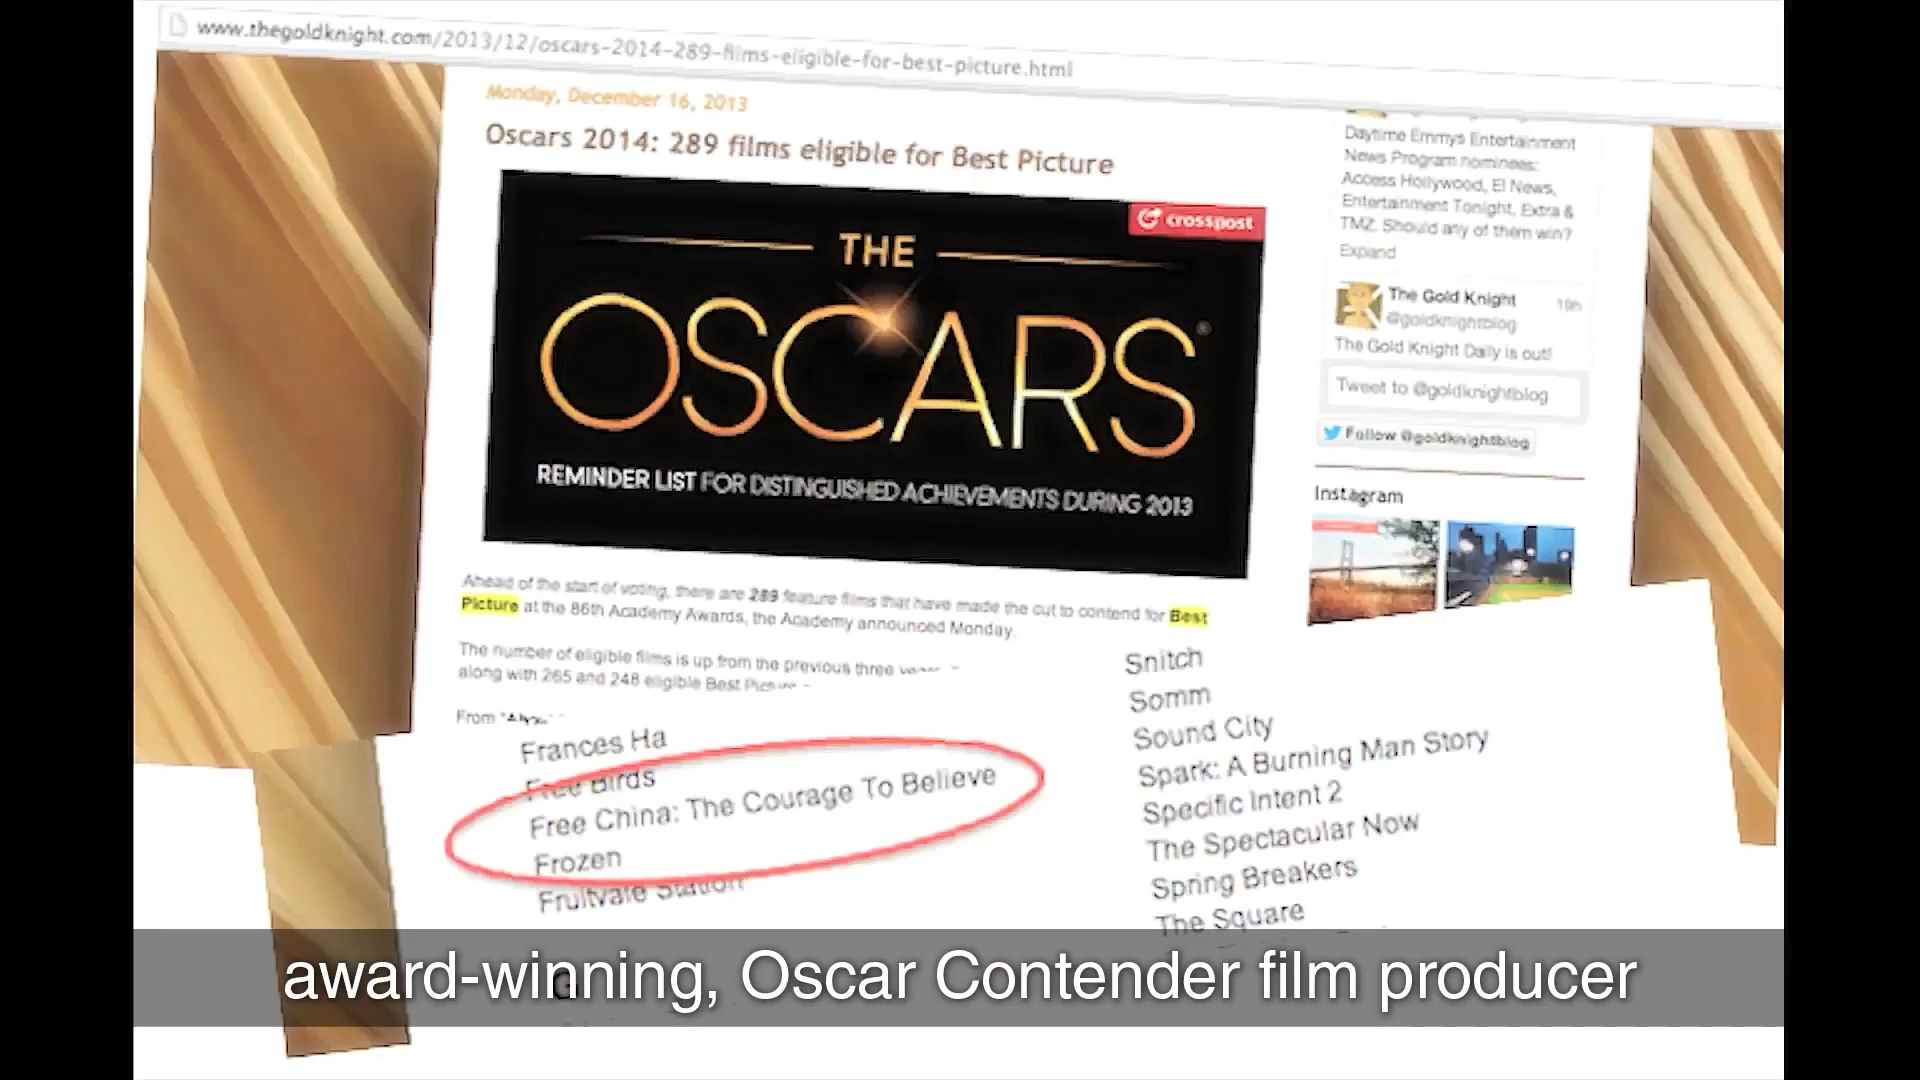 www.thegoldknight.com/2013/12/oscars-2014-289-films-eligible-for-best-picture.html
Monday, December 16, 2013
Oscars 2014: 289 films eligible for Best Picture
crosspost
THE
OSCARS
REMINDER LIST FOR DISTINGUISHED ACHIEVEMENTS DURING 2013
Ahead of the start of voting, there are 289 feature films that have made the cut to contend for Best
Picture at the 86th Academy Awards, the Academy announced Monday.
The number of eligible films is up from the previous three
along with 265 and 248 eligible Best
From
Frances Ha
Free Birds
Free China: The Courage To Believe
Frozen
Fruitvale Station
Snitch
Somm
Sound City
Spark: A Burning Man Story
Specific Intent 2
The Spectacular Now
Spring Breakers
The Square
Daytime Emmys Entertainment
News Program nominees:
Access Hollywood, E! News,
Entertainment Tonight, Extra &
TMZ. Should any of them win?
Expand
The Gold Knight 19h
@goldknightblog
The Gold Knight Daily is out!
Tweet to @goldknightblog
Follow @goldknightblog
Instagram
award-winning, Oscar Contender film producer